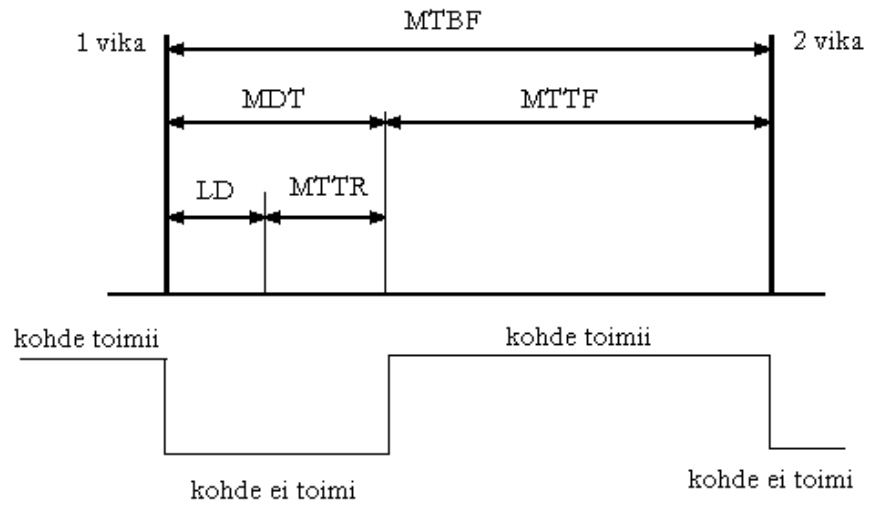 MTBF
1 vika
2 vika
MDT
MTTF
LD
MTTR
kohde toimii
kohde toimii
kohde ei toimi
kohde ei toimi